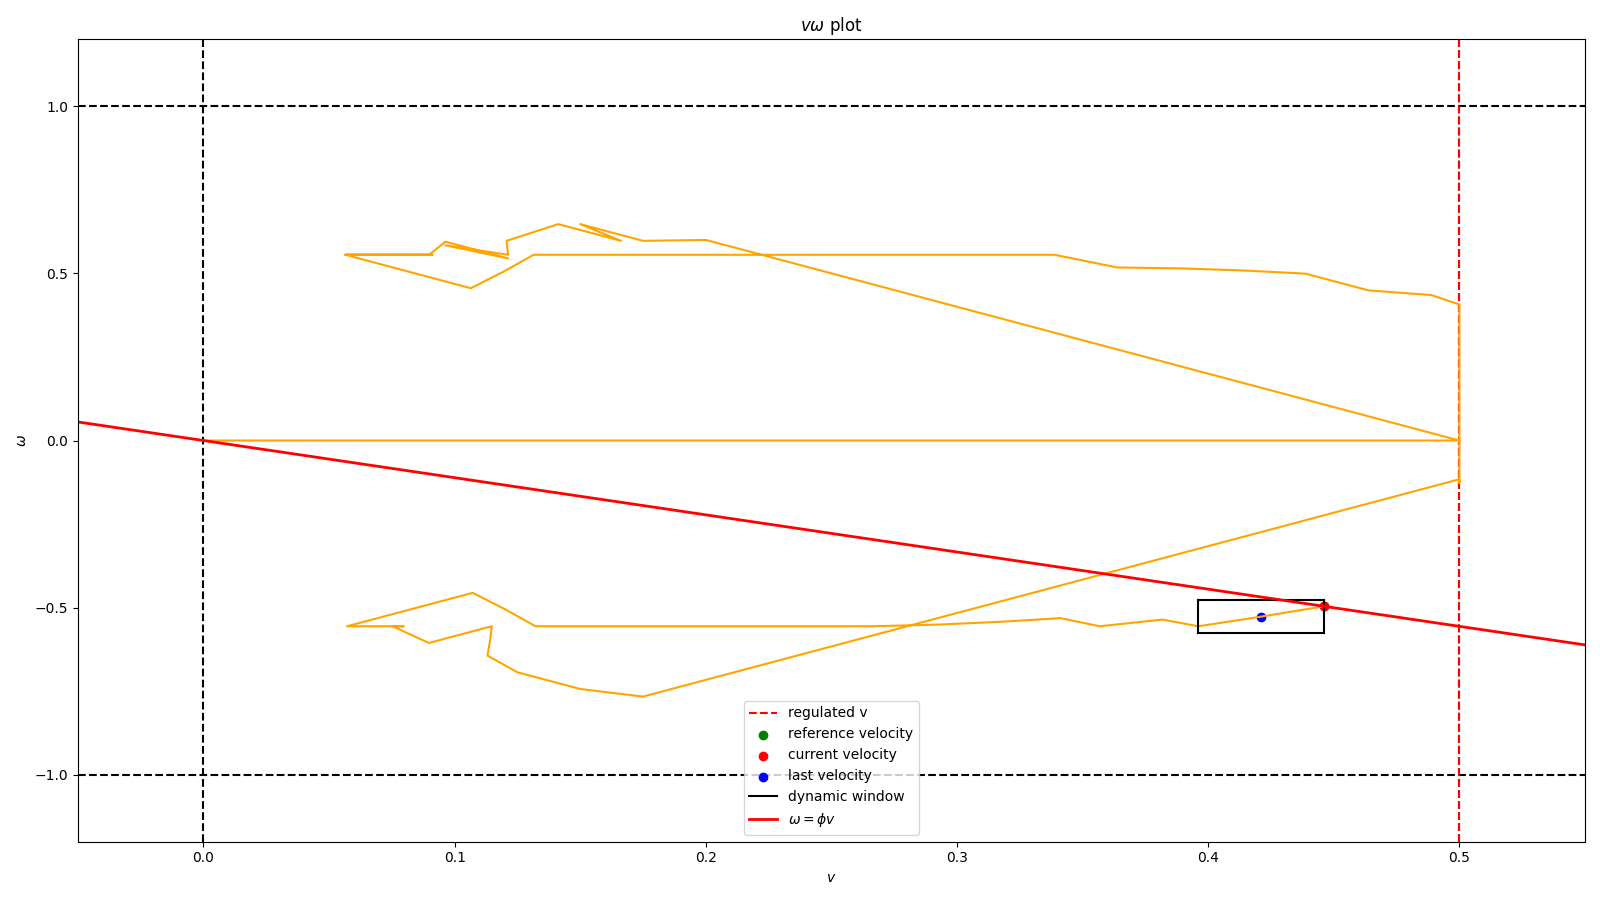 vω plot
1.0
0.5
0.0
−0.5
−1.0
ω
0.0 0.1 0.2 0.3 0.4 0.5
v
regulated v
reference velocity
current velocity
last velocity
dynamic window
ω = ϕv